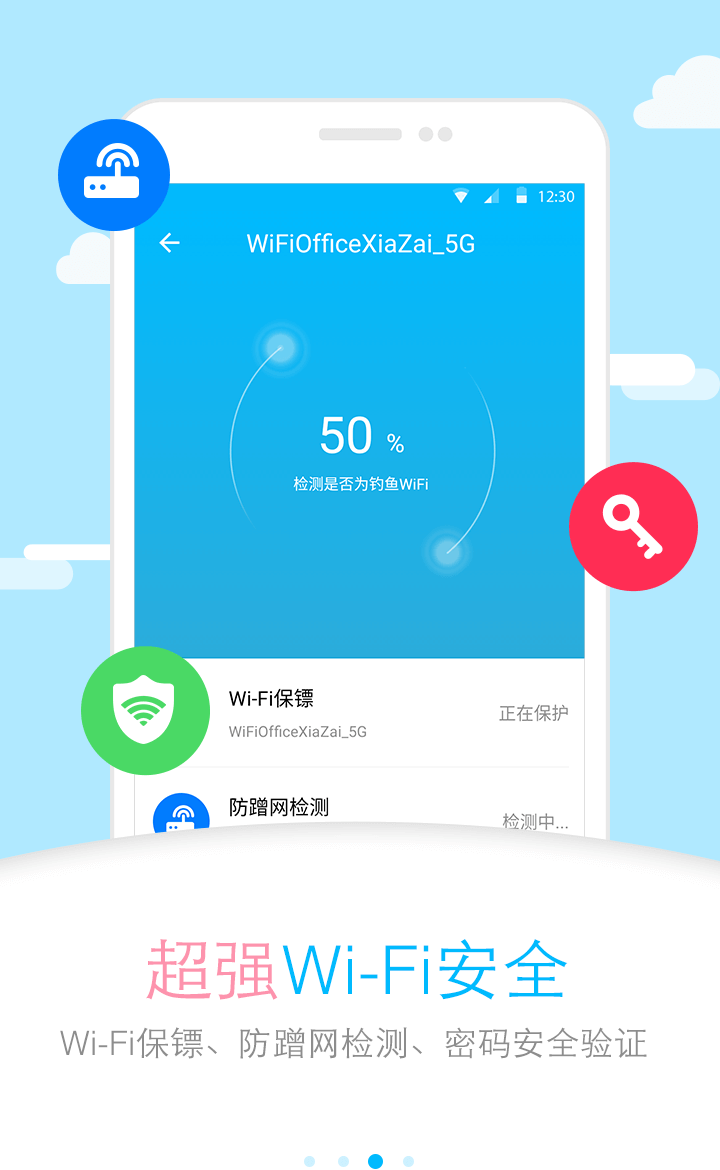 12:30
WiFiOfficeXiaZai_5G
50 %
检测是否为钓鱼WiFi
Wi-Fi保镖
正在保护
WiFiOfficeXiaZai_5G
防蹭网检测
检测中...
超强Wi-Fi安全
Wi-Fi保镖、防蹭网检测、密码安全验证